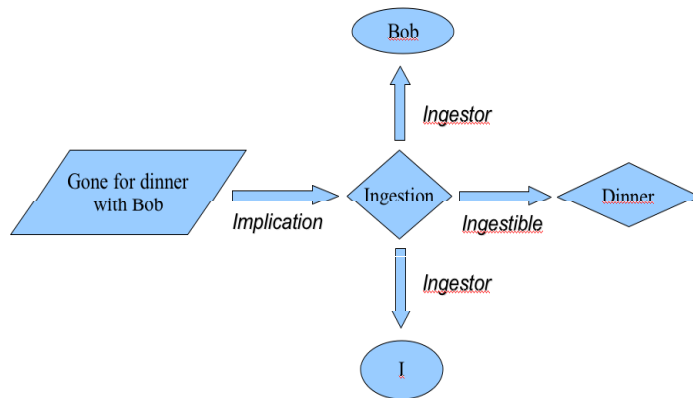 Bob
Ingestor
Gone for dinner
with Bob
Implication
Ingestion
Ingestible
Dinner
Ingestor
I